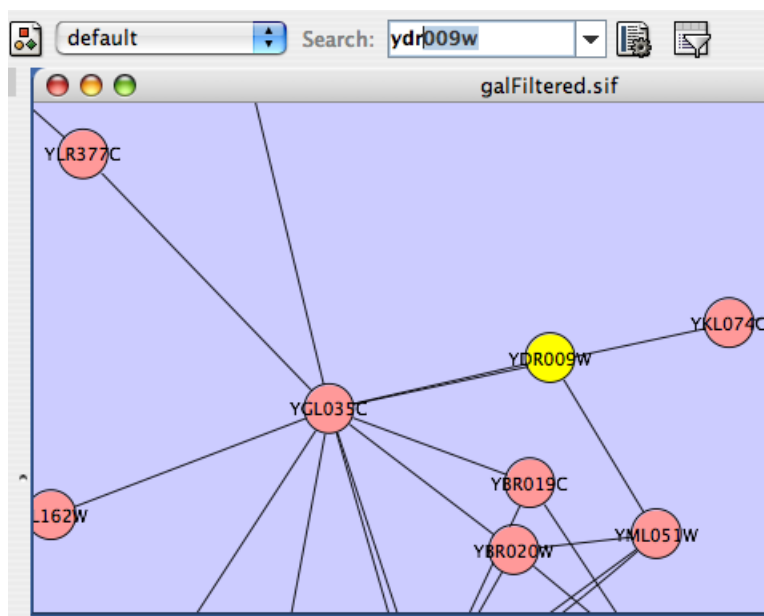 default Search: ydr009w
galFiltered.sif
YLR377C
YKL074C
YDR009W
YGL035C
YBR019C
L162W
YML051W
YBR020W